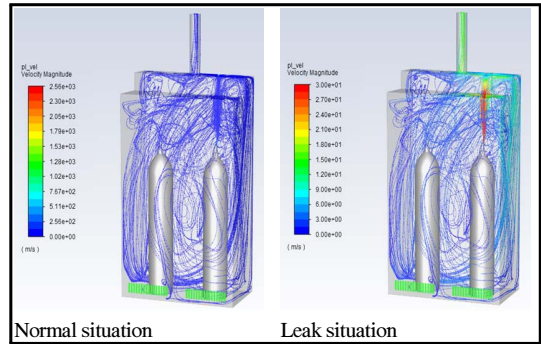 pl_vel
Velocity Magnitude
2.56e+03
2.30e+03
2.05e+03
1.79e+03
1.53e+03
1.28e+03
1.02e+03
7.67e+02
5.11e+02
2.56e+02
0.00e+00
( m/s )
Normal situation
pl_vel
Velocity Magnitude
3.00e+01
2.70e+01
2.40e+01
2.10e+01
1.80e+01
1.50e+01
1.20e+01
9.00e+00
6.00e+00
3.00e+00
0.00e+00
( m/s )
Leak situation